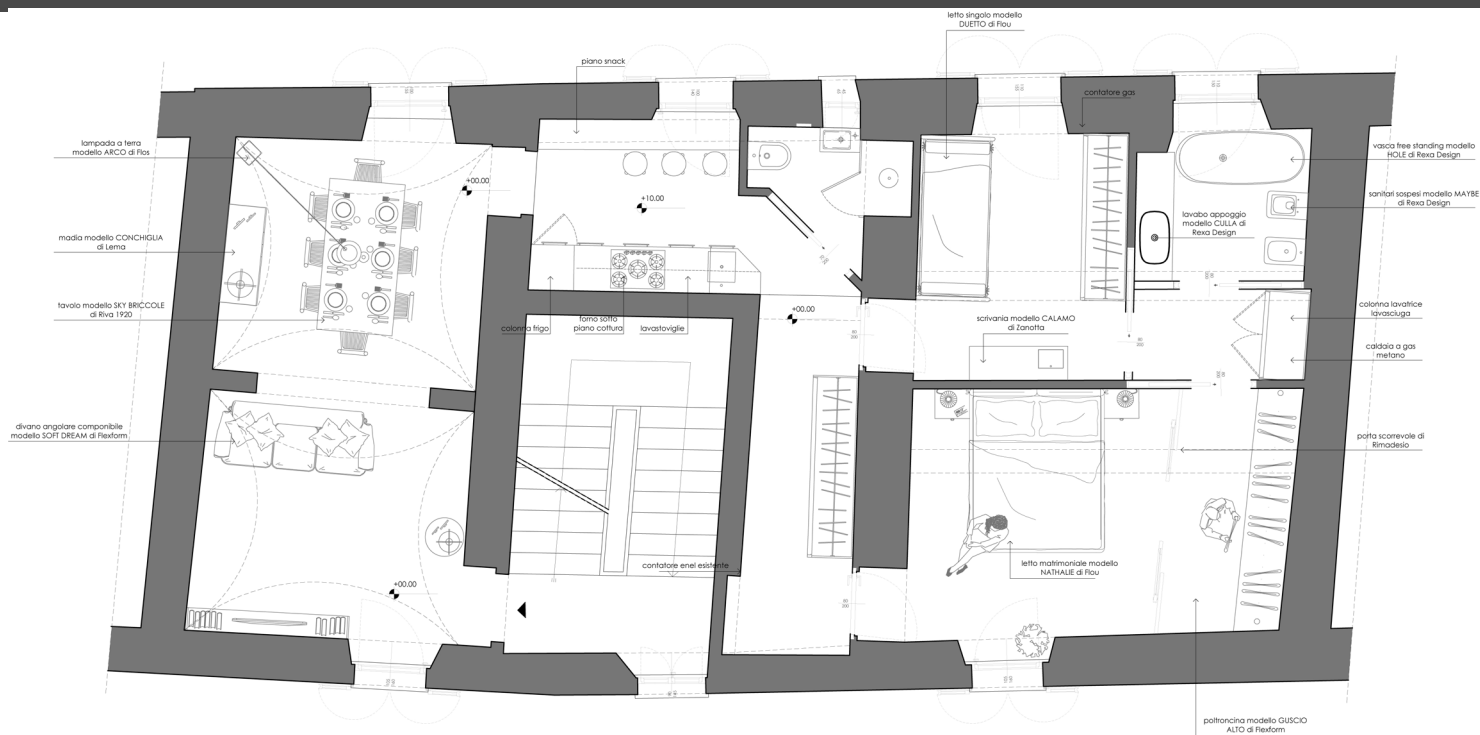 letto singolo modello
DUETTO di Flou
piano snack
contatore gas
lampada a terra
modello ARCO di Flos
vasca free standing modello
HOLE di Rexa Design
+00.00
+10,00
sanitari sospesi modello MAYBE
di Rexa Design
lavabo appoggio
modello CULLA di
Rexa Design
madia modello CONCHIGLIA
di Lema
tavolo modello SKY BRICCOLE
di Riva 1920
colonna frigo
forno sotto
piano cottura
lavastoviglie
+00.00
scrivania modello CALAMO
di Zanotta
colonna lavatrice
lavasciuga
caldaia a gas
metano
divano angolare componibile
modello SOFT DREAM di Flexform
porta scorrevole di
Rimadesio
contatore enel esistente
letto matrimoniale modello
NATHALIE di Flou
+00.00
poltroncina modello GUSCIO
ALTO di Flexform